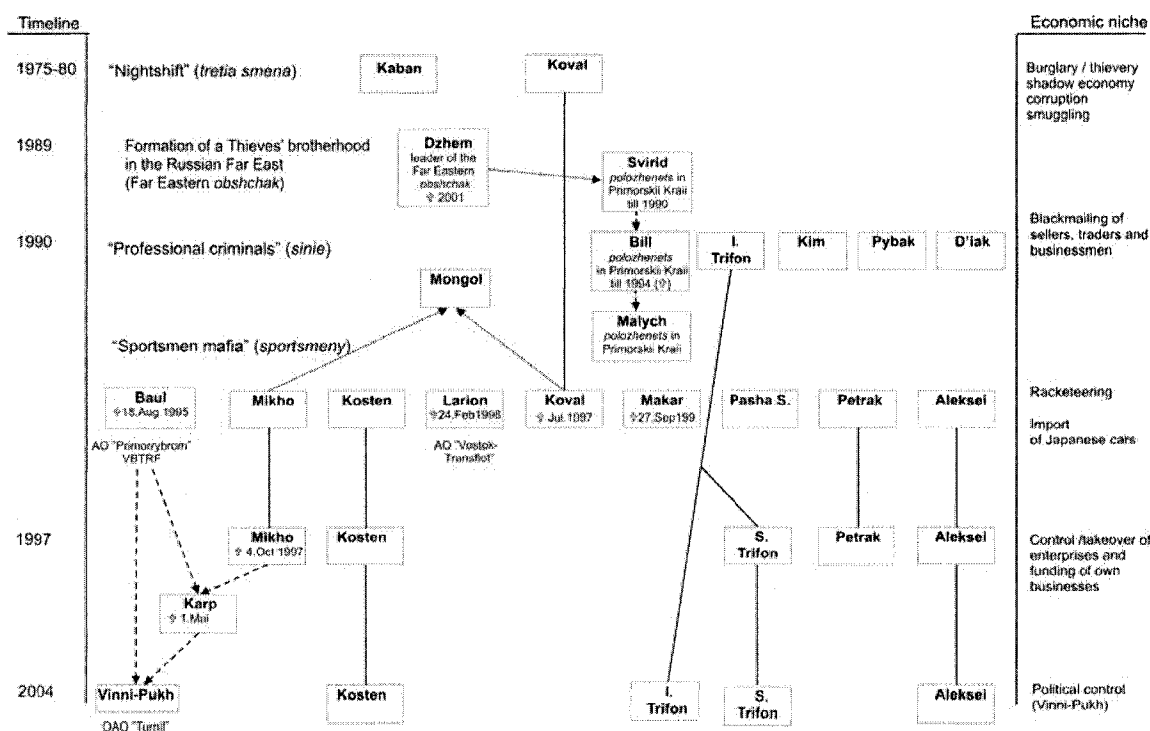 Timeline
Economic niche
1975-80
"Nightshift" (tretia smena)
Kaban
Koval
Burglary / thievery
shadow economy
corruption
smuggling
1989
Formation of a Thieves' brotherhood
in the Russian Far East
(Far Eastern obshchak)
Dzhem
leader of the
Far Eastern
obshchak
✞ 2001
Svirid
polozhenets in
Primorskii Kraii
till 1990
1990
"Professional criminals" (sinie)
Bill
polozhenets
in Primorskii Kraii
till 1994 (✞)
I.
Trifon
Kim
Pybak
D'iak
Blackmailing of
sellers, traders and
businessmen
Mongol
Malych
polozhenets in
Primorskii Kraii
"Sportsmen mafia" (sportsmeny)
Baul
✞18.Aug 1995
Mikho
Kosten
Larion
✞24.Feb1998
Koval
✞ Jul.1997
Makar
✞27.Sep199
Pasha S.
Petrak
Aleksei
Racketeering
AO "Primorrybrom"
VBTRF
AO "Vostok-
Transflot"
Import
of Japanese cars
1997
Mikho
✞ 4.Oct 1997
Kosten
S.
Trifon
Petrak
Aleksei
Control /takeover of
enterprises and
funding of own
businesses
Karp
✞ 1.Mai
2004
Vinni-Pukh
Kosten
I.
Trifon
S.
Trifon
Aleksei
Political control
(Vinni-Pukh)
OAO "Turnif"